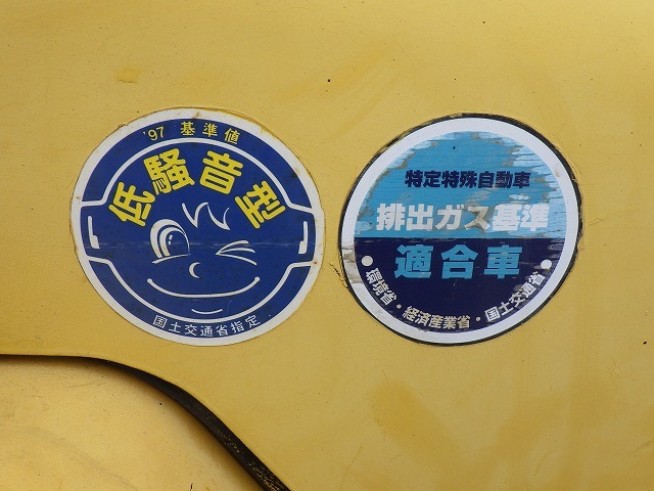 '97 基準値
低騒音型
国土交通省指定
特定特殊自動車
排出ガス基準
適合車
●環境省・経済産業省・国土交通省●